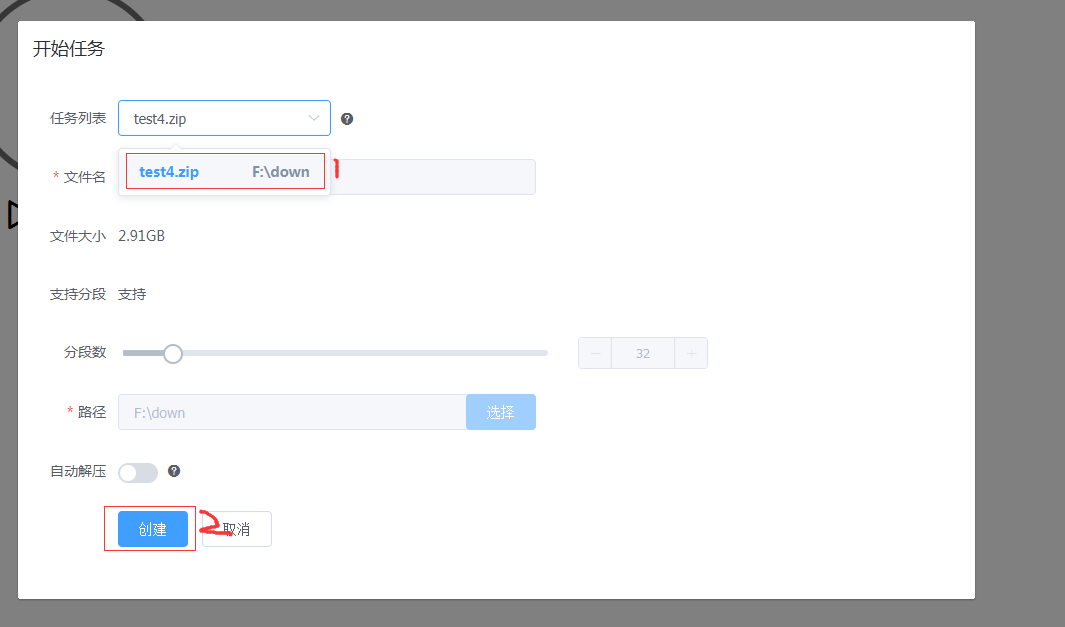 开始任务
任务列表 test4.zip
test4.zip F:\down 1
* 文件名
文件大小 2.91GB
支持分段 支持
分段数 32
* 路径 F:\down 选择
自动解压
创建 2 取消